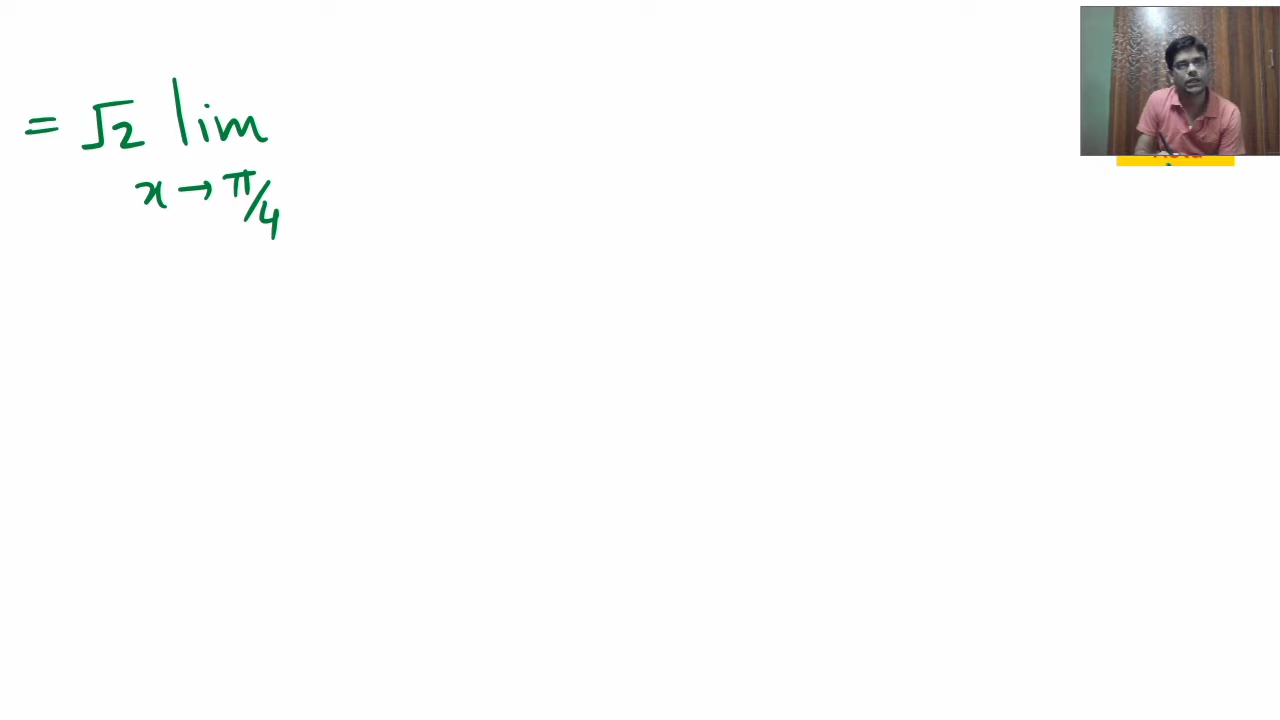 = √2 lim
x → π/4